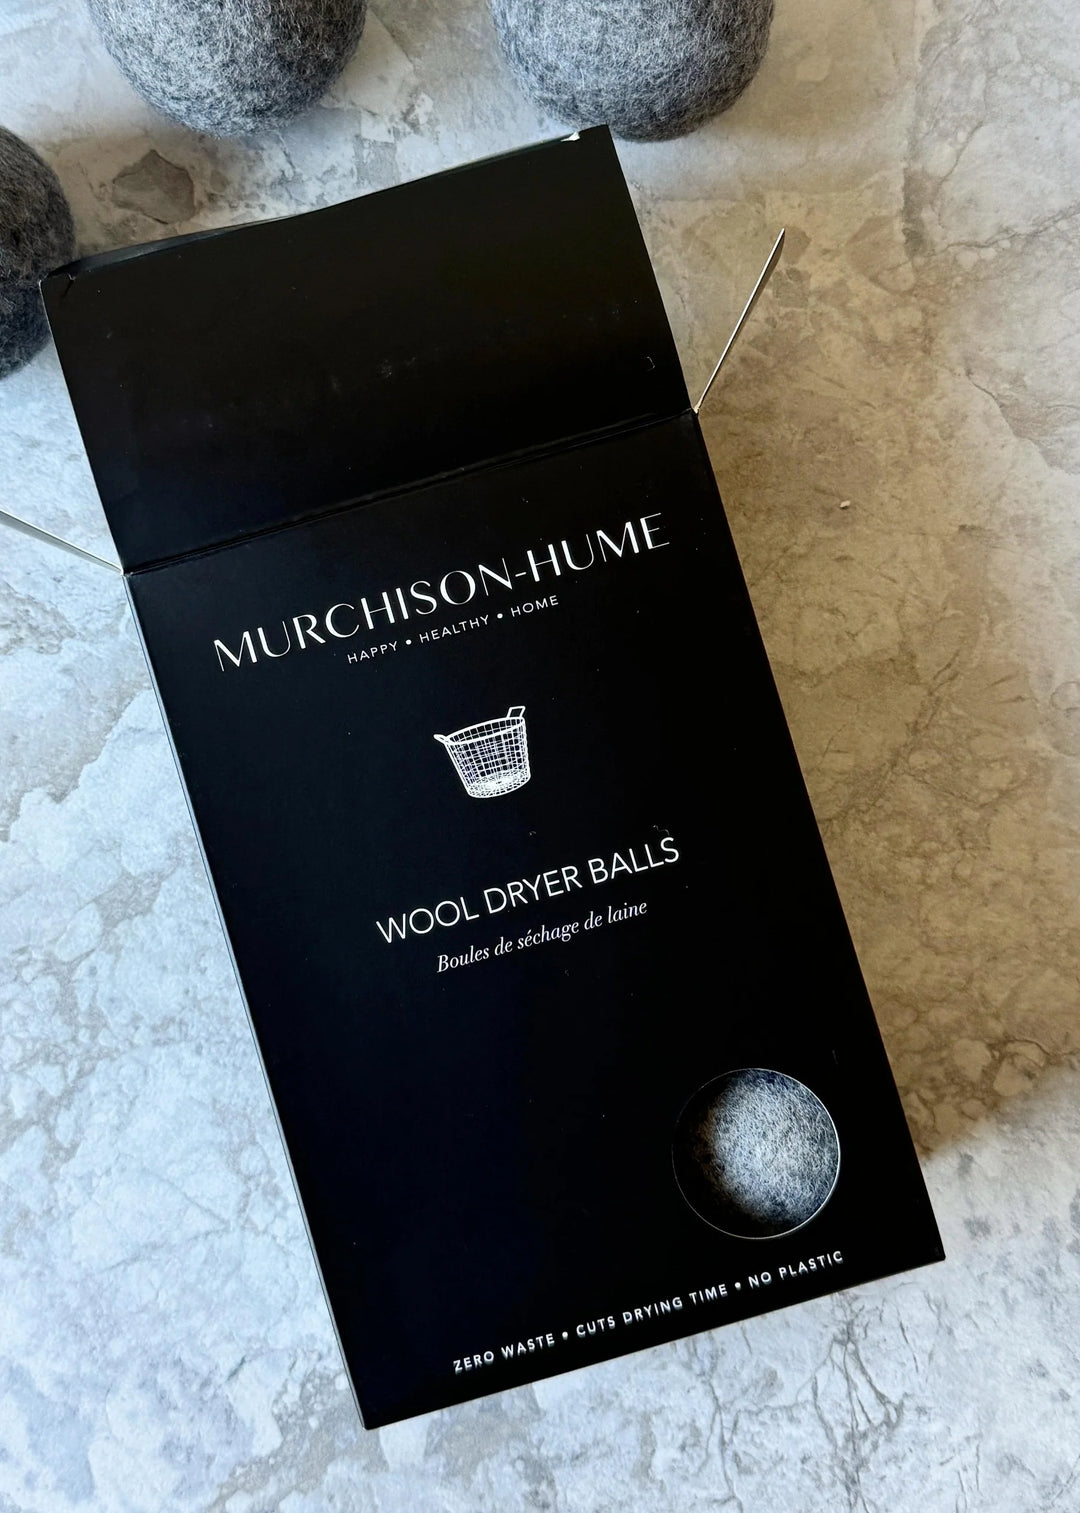 MURCHISON-HUME
HAPPY • HEALTHY • HOME
WOOL DRYER BALLS
Boules de séchage de laine
ZERO WASTE • CUTS DRYING TIME • NO PLASTIC